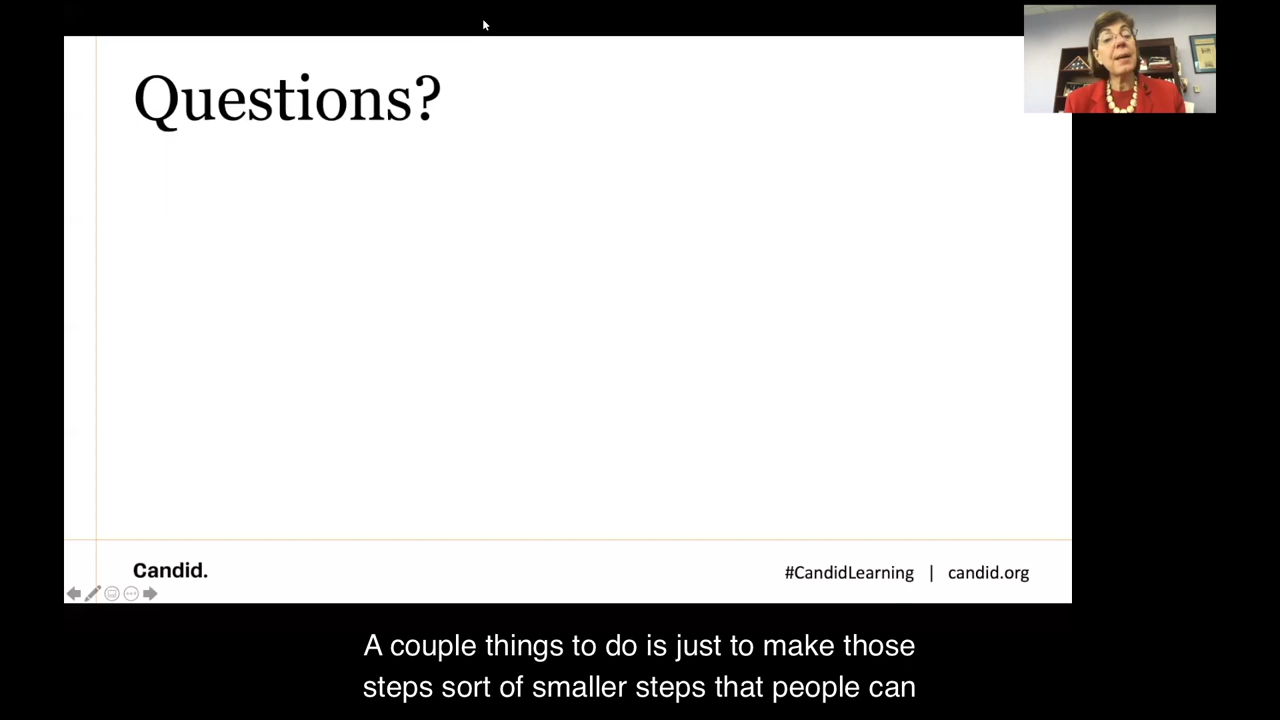 Questions?
Candid.
#CandidLearning | candid.org
A couple things to do is just to make those
steps sort of smaller steps that people can